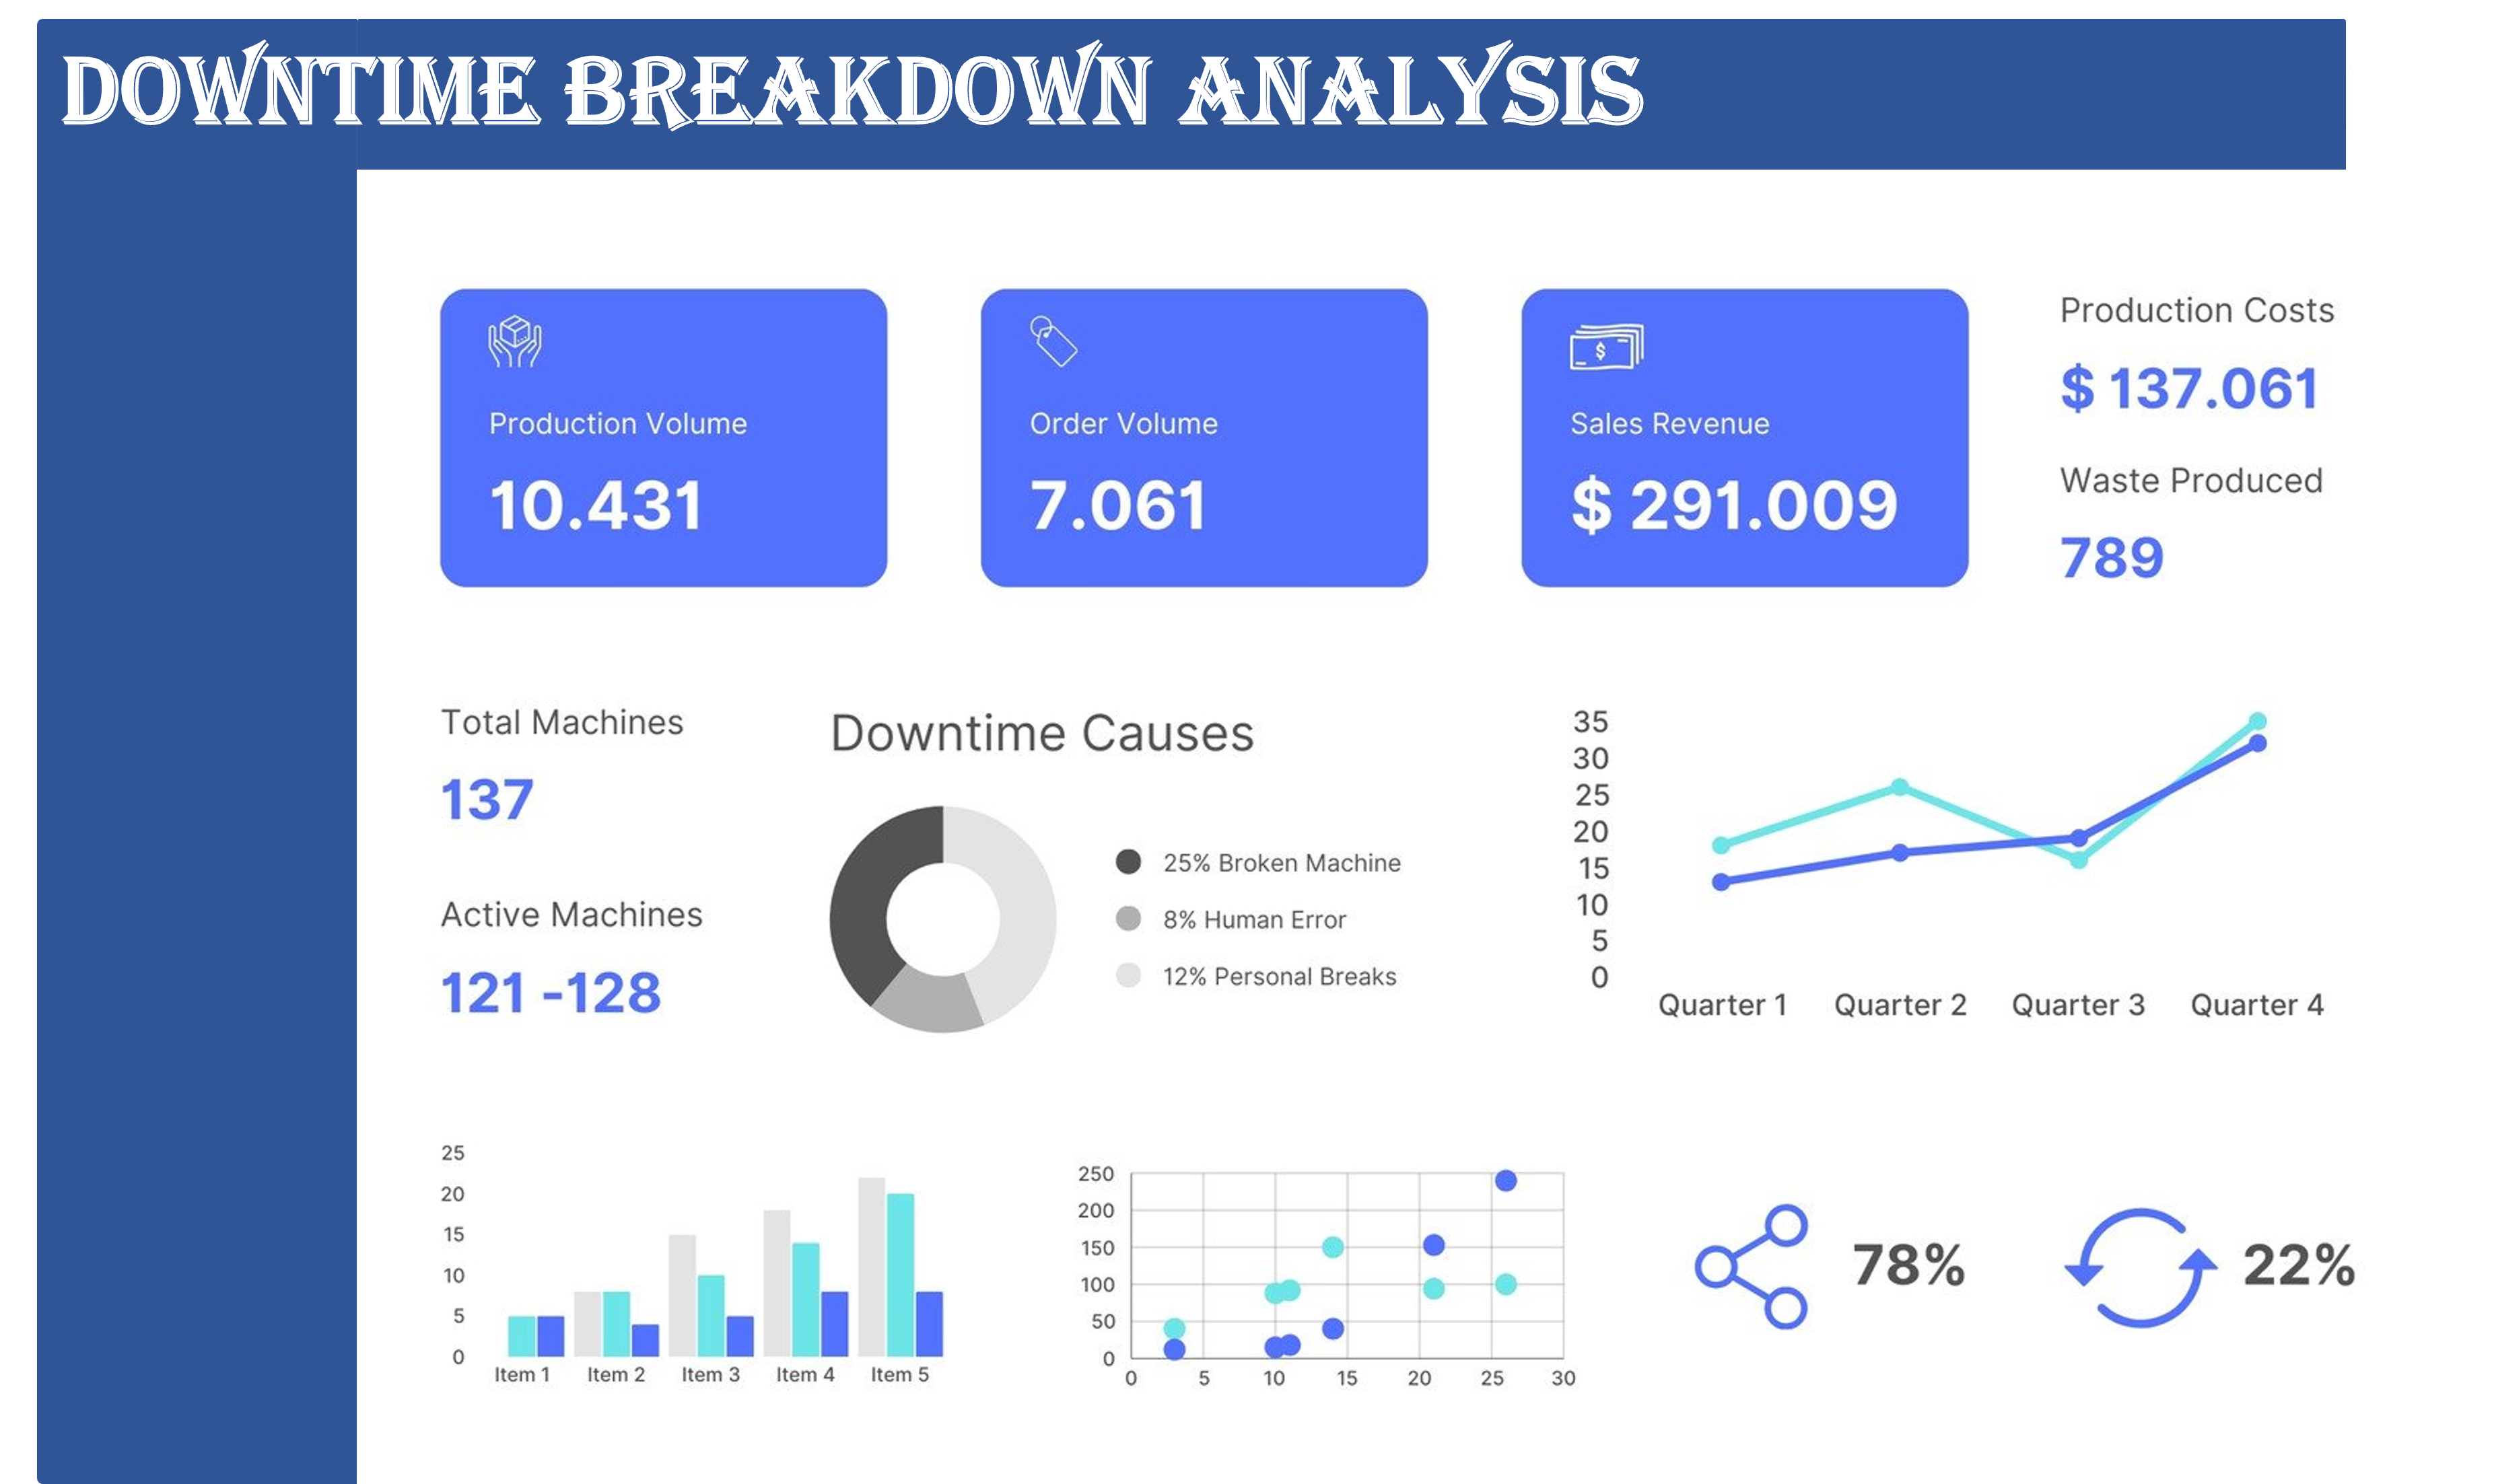 DOWNTIME BREAKDOWN ANALYSIS
Production Volume
10.431
Order Volume
7.061
$
Sales Revenue
$ 291.009
Production Costs
$ 137.061
Waste Produced
789
Total Machines
137
Active Machines
121 -128
Downtime Causes
25% Broken Machine
8% Human Error
12% Personal Breaks
35
30
25
20
15
10
5
0
Quarter 1 Quarter 2 Quarter 3 Quarter 4
25
20
15
10
5
0
Item 1 Item 2 Item 3 Item 4 Item 5
250
200
150
100
50
0
0 5 10 15 20 25 30
78%
22%